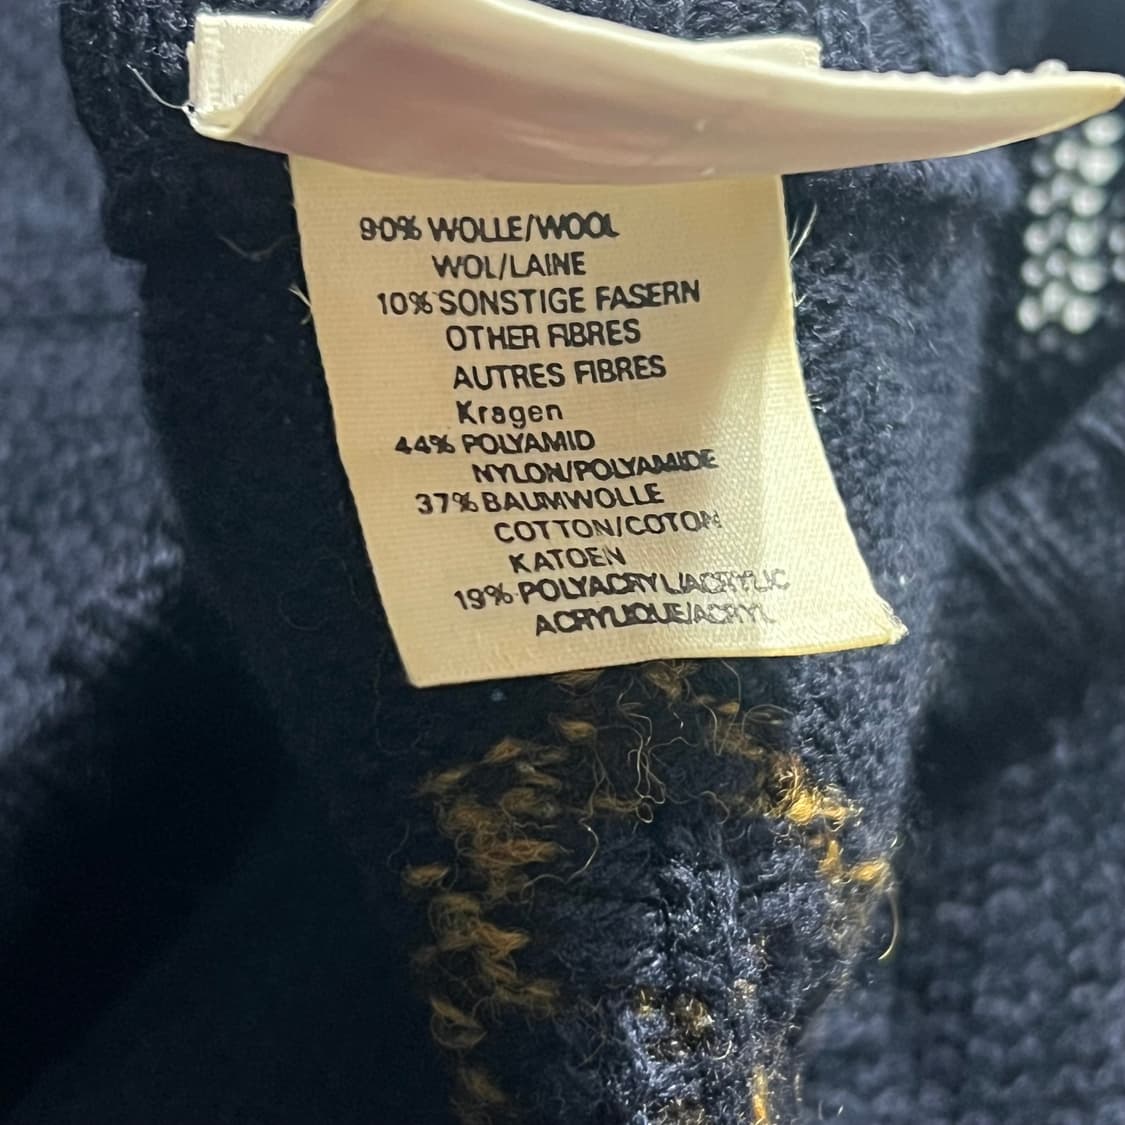 90% WOLLE/WOOL
WOL/LAINE
10% SONSTIGE FASERN
OTHER FIBRES
AUTRES FIBRES
Kragen
44% POLYAMID
NYLON/POLYAMIDE
37% BAUMWOLLE
COTTON/COTON
KATOEN
19% POLYACRYL/ACRYLIC
ACRYLIQUE/ACRYL